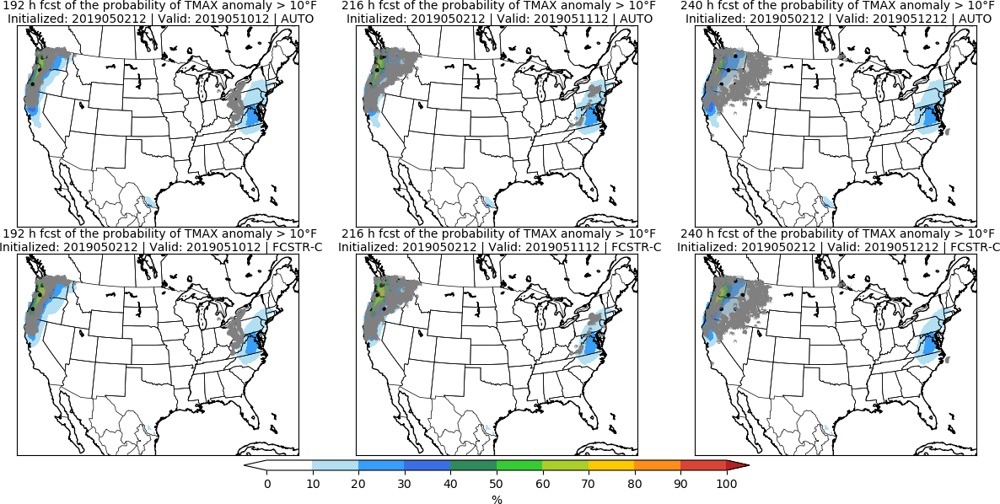 192 h fcst of the probability of TMAX anomaly > 10°F
Initialized: 2019050212 | Valid: 2019051012 | AUTO
216 h fcst of the probability of TMAX anomaly > 10°F
Initialized: 2019050212 | Valid: 2019051112 | AUTO
240 h fcst of the probability of TMAX anomaly > 10°F
Initialized: 2019050212 | Valid: 2019051212 | AUTO
192 h fcst of the probability of TMAX anomaly > 10°F
Initialized: 2019050212 | Valid: 2019051012 | FCSTR-C
216 h fcst of the probability of TMAX anomaly > 10°F
Initialized: 2019050212 | Valid: 2019051112 | FCSTR-C
240 h fcst of the probability of TMAX anomaly > 10°F
Initialized: 2019050212 | Valid: 2019051212 | FCSTR-C
0 10 20 30 40 50 60 70 80 90 100
%